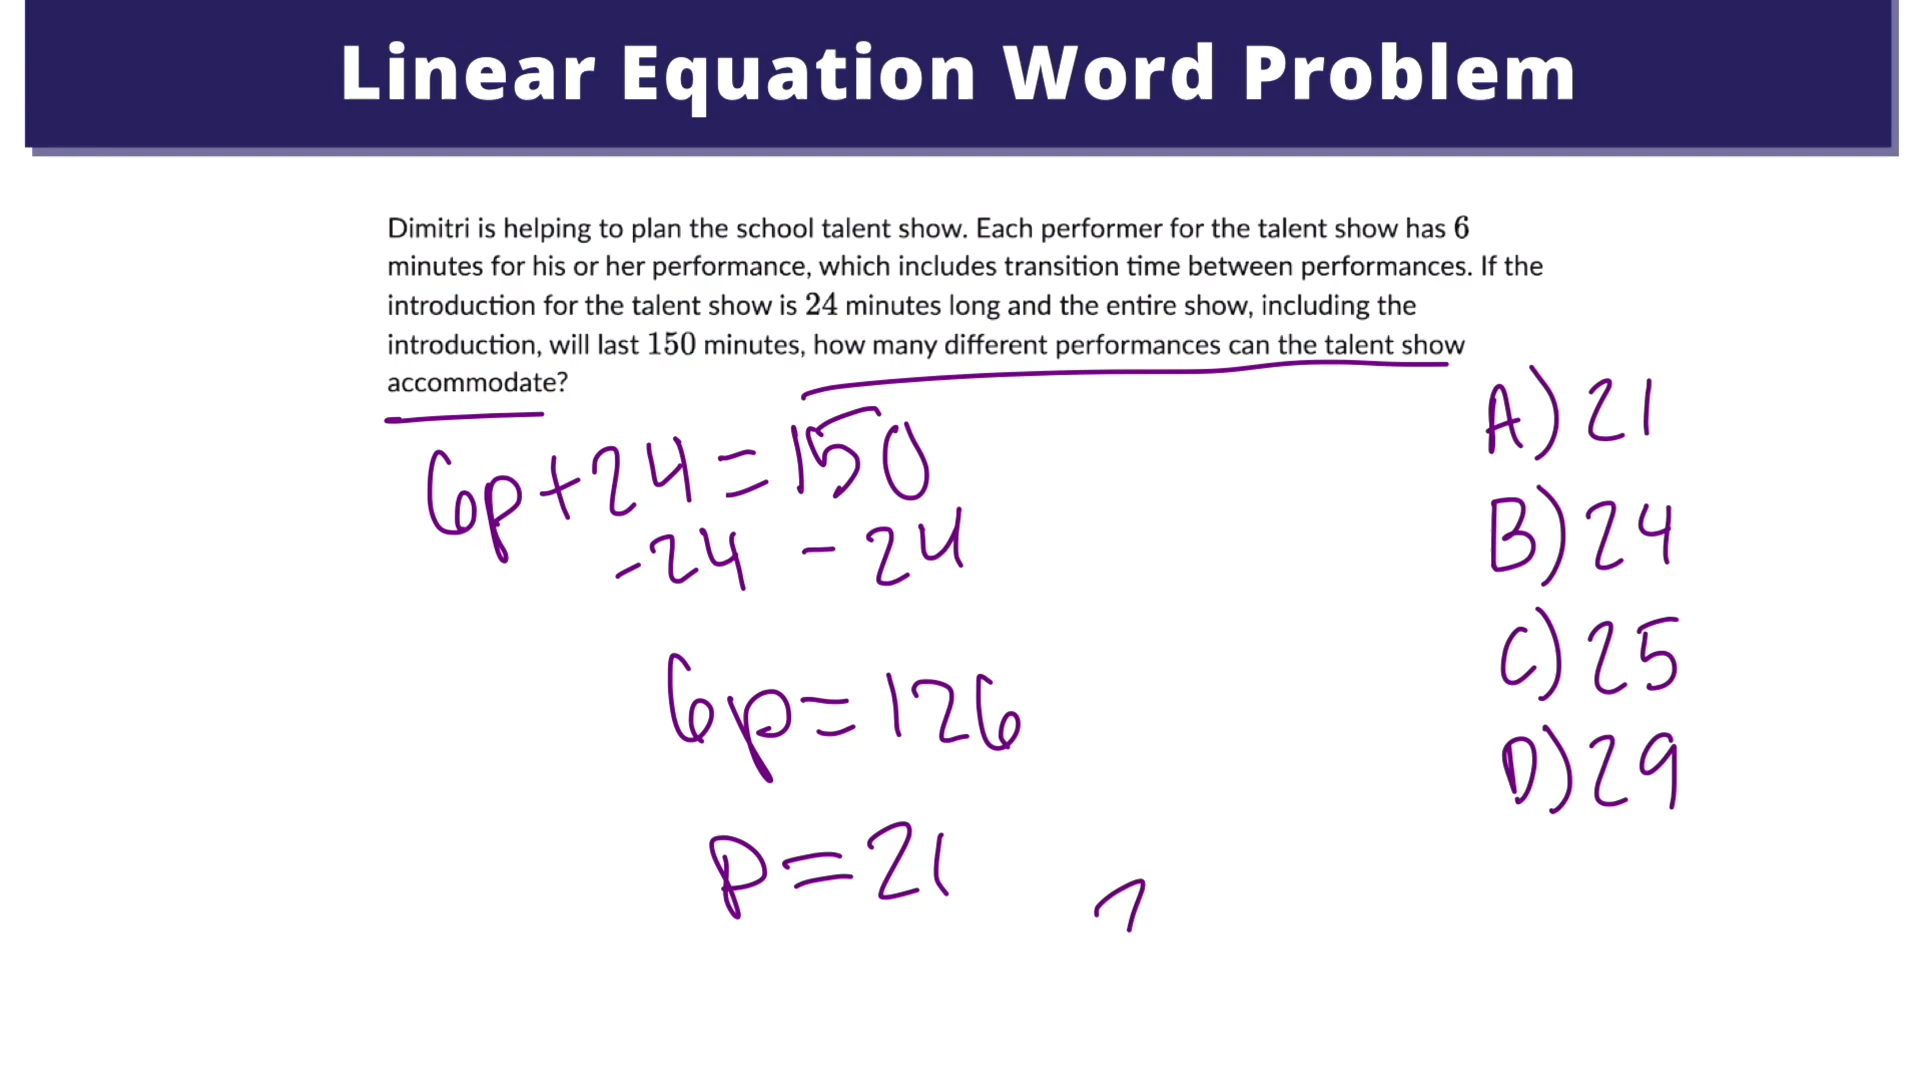 Linear Equation Word Problem
Dimitri is helping to plan the school talent show. Each performer for the talent show has 6
minutes for his or her performance, which includes transition time between performances. If the
introduction for the talent show is 24 minutes long and the entire show, including the
introduction, will last 150 minutes, how many different performances can the talent show
accommodate?
6p+24=150
-24 -24
6p=126
p=21
A) 21
B) 24
C) 25
D) 29